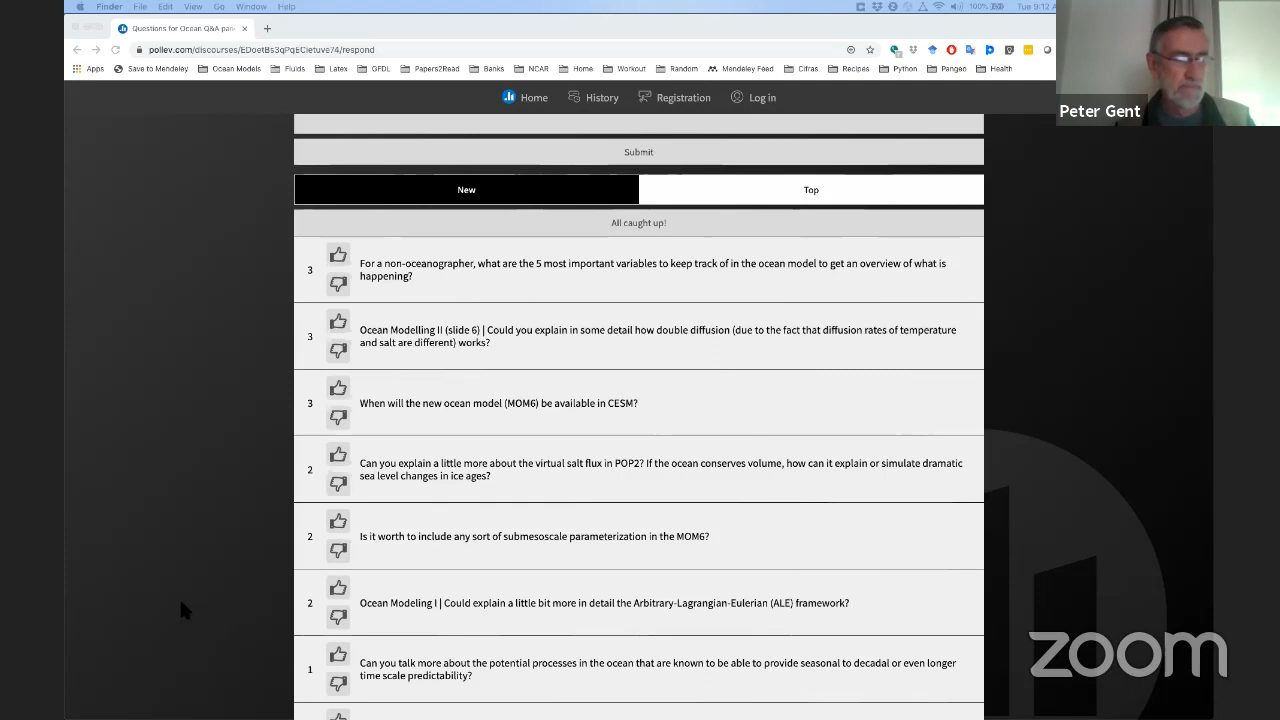 Finder File Edit View Go Window Help
100%
Tue 9:12
Questions for Ocean Q&A pan
pollev.com/discourses/EDoetBs3qPqECietuve74/respond
Apps Save to Mendeley Ocean Models Fluids Latex GFDL Papers2Read Banks NCAR Home Workout Random Mendeley Feed Cifras Recipes Python Pangeo Health
Home History Registration Log in
Peter Gent
Submit
New Top
All caught up!
3
For a non-oceanographer, what are the 5 most important variables to keep track of in the ocean model to get an overview of what is
happening?
3
Ocean Modelling II (slide 6) | Could you explain in some detail how double diffusion (due to the fact that diffusion rates of temperature
and salt are different) works?
3
When will the new ocean model (MOM6) be available in CESM?
2
Can you explain a little more about the virtual salt flux in POP2? If the ocean conserves volume, how can it explain or simulate dramatic
sea level changes in ice ages?
2
Is it worth to include any sort of submesoscale parameterization in the MOM6?
2
Ocean Modeling I | Could explain a little bit more in detail the Arbitrary-Lagrangian-Eulerian (ALE) framework?
1
Can you talk more about the potential processes in the ocean that are known to be able to provide seasonal to decadal or even longer
time scale predictability?
zoom